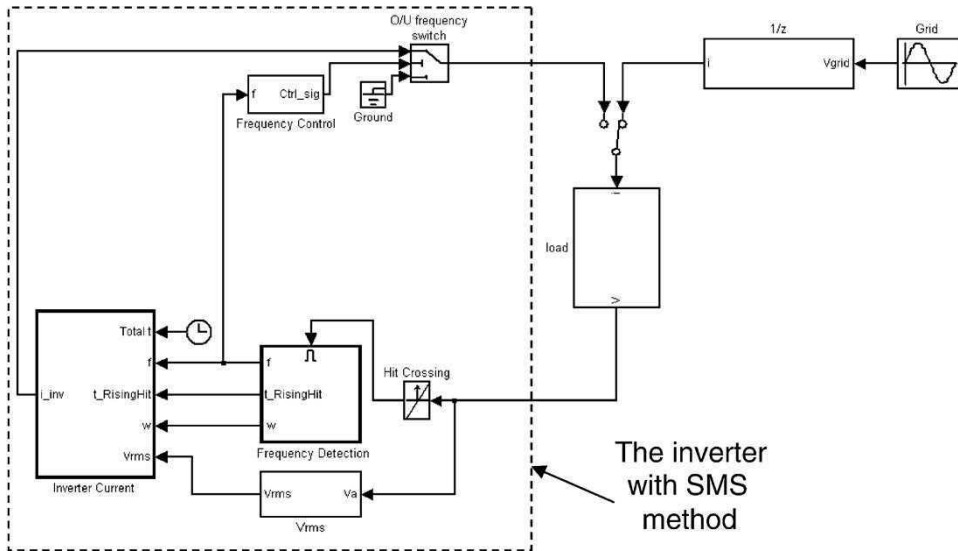 O/U frequency
switch
1/z
Grid
i
Vgrid
f
Ctrl_sig
Frequency Control
Ground
i
load
v
Total t
f
f
Hit Crossing
i_inv
t_RisingHit
t_RisingHit
w
w
Vrms
Frequency Detection
Inverter Current
Vrms
Va
Vrms
The inverter
with SMS
method